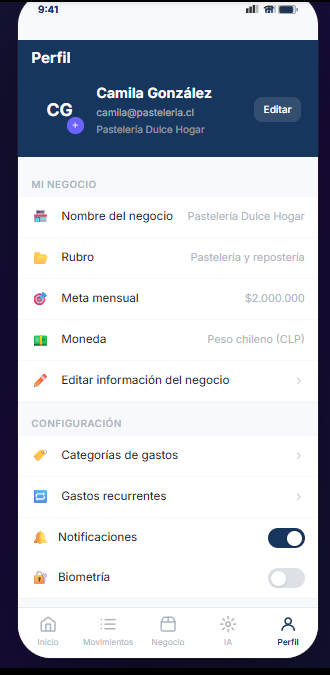 9:41
Perfil
CG
+
Camila González
camila@pasteleria.cl
Pastelería Dulce Hogar
Editar
MI NEGOCIO
Nombre del negocio Pastelería Dulce Hogar
Rubro Pastelería y repostería
Meta mensual $2.000.000
Moneda Peso chileno (CLP)
Editar información del negocio ›
CONFIGURACIÓN
Categorías de gastos ›
Gastos recurrentes ›
Notificaciones
Biometría
Inicio Movimientos Negocio IA Perfil